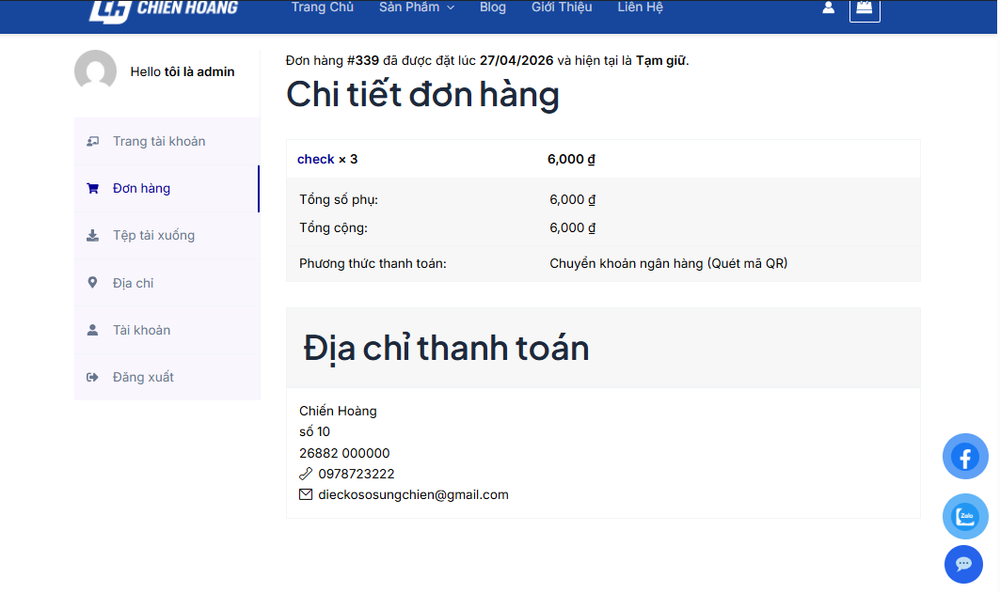 CHIẾN HOÀNG
Trang Chủ Sản Phẩm Blog Giới Thiệu Liên Hệ
Hello tôi là admin
Trang tài khoản
Đơn hàng
Tệp tải xuống
Địa chỉ
Tài khoản
Đăng xuất
Đơn hàng #339 đã được đặt lúc 27/04/2026 và hiện tại là Tạm giữ.
Chi tiết đơn hàng
check × 3 6,000 ₫
Tổng số phụ: 6,000 ₫
Tổng cộng: 6,000 ₫
Phương thức thanh toán: Chuyển khoản ngân hàng (Quét mã QR)
Địa chỉ thanh toán
Chiến Hoàng
số 10
26882 000000
0978723222
dieckososungchien@gmail.com
Zalo